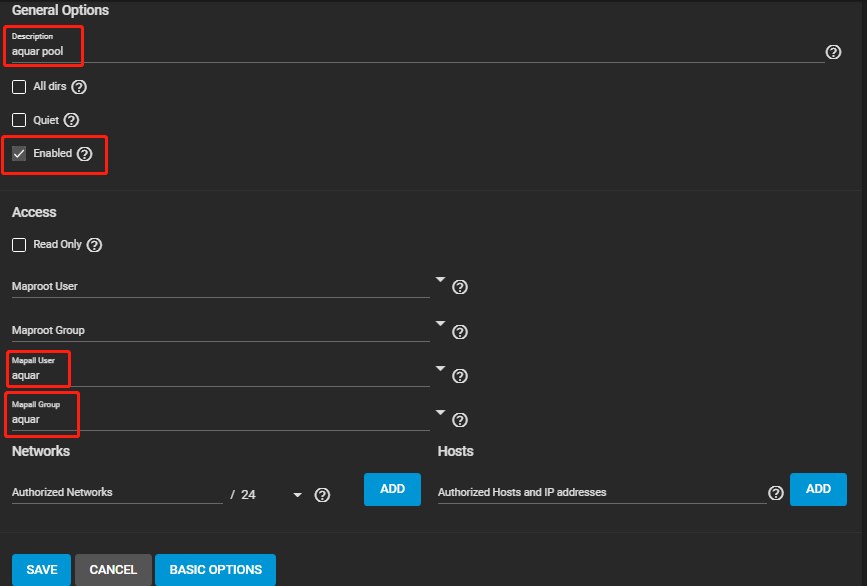 General Options
Description
aquar pool
All dirs
Quiet
Enabled
Access
Read Only
Maproot User
Maproot Group
Mapall User
aquar
Mapall Group
aquar
Networks
Hosts
Authorized Networks / 24 ADD
Authorized Hosts and IP addresses ADD
SAVE CANCEL BASIC OPTIONS